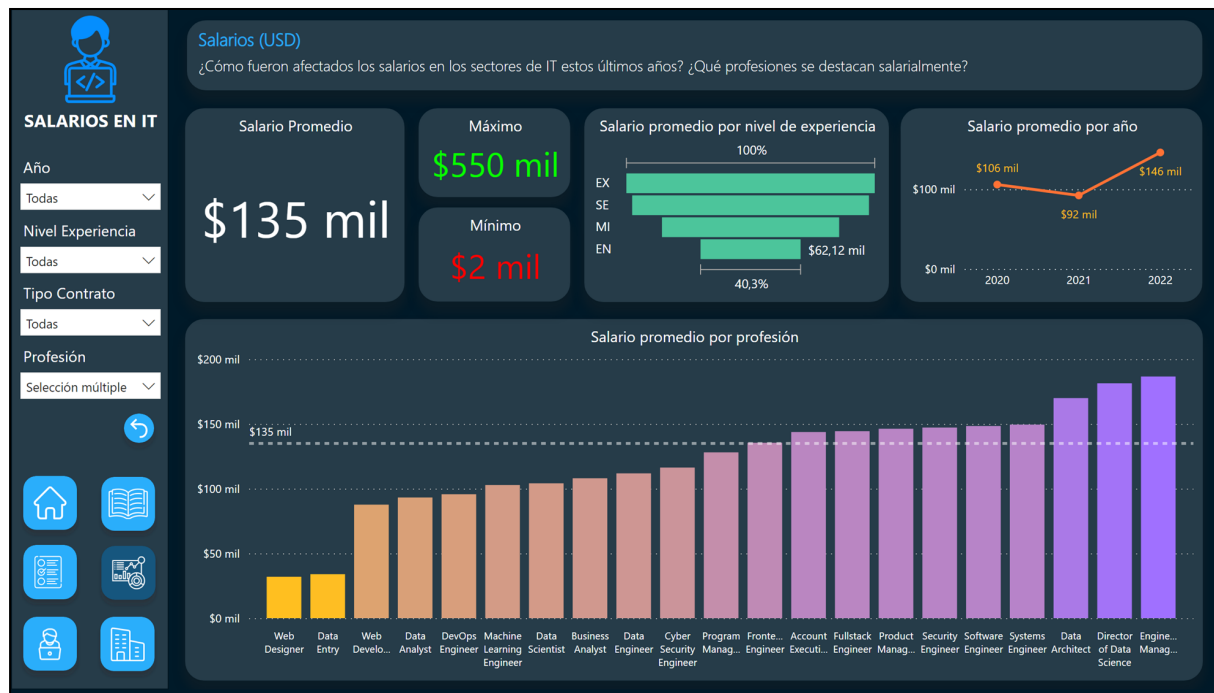 SALARIOS EN IT
Año
Todas
Nivel Experiencia
Todas
Tipo Contrato
Todas
Profesión
Selección múltiple
Salarios (USD)
¿Cómo fueron afectados los salarios en los sectores de IT estos últimos años? ¿Qué profesiones se destacan salarialmente?
Salario Promedio
$135 mil
Máximo
$550 mil
Mínimo
$2 mil
Salario promedio por nivel de experiencia
100%
EX
SE
MI
EN
$62,12 mil
40,3%
Salario promedio por año
$106 mil
$146 mil
$100 mil
$92 mil
$0 mil
2020 2021 2022
Salario promedio por profesión
$200 mil
$150 mil
$135 mil
$100 mil
$50 mil
$0 mil
Web
Designer
Data
Entry
Web
Develo...
Data
Analyst
DevOps
Engineer
Machine
Learning
Engineer
Data
Scientist
Business
Analyst
Data
Engineer
Cyber
Security
Engineer
Program
Manag...
Fronte...
Engineer
Account
Executi...
Fullstack
Engineer
Product
Manag...
Security
Engineer
Software
Engineer
Systems
Engineer
Data
Architect
Director
of Data
Science
Engine...
Manag...